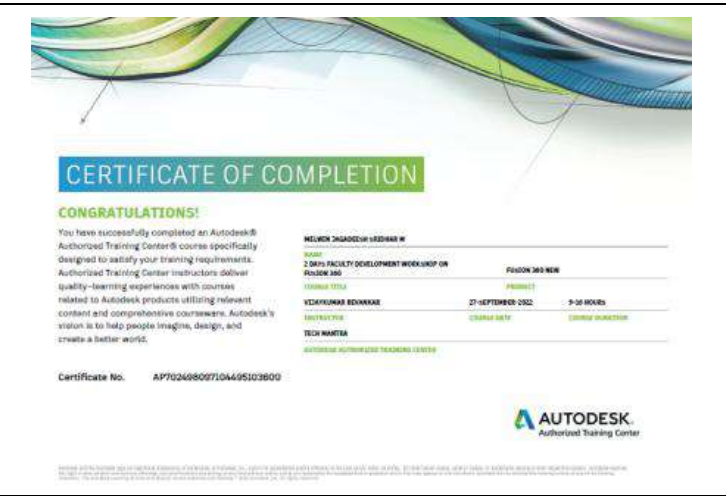 CERTIFICATE OF COMPLETION
CONGRATULATIONS!
You have successfully completed an Autodesk®
Authorized Training Center® course specifically
designed to satisfy your training requirements.
Authorized Training Center instructors deliver
quality-learning experiences with courses
related to Autodesk products utilizing relevant
content and comprehensive courseware. Autodesk's
vision is to help people imagine, design, and
create a better world.
Certificate No. AP702498097104495103600
NAME
2 DAYs FACULTY DEVELOPMENT WORKsHOP ON
FUsION 360
FUsION 360 NEW
COURSE TITLE
PRODUCT
VIJAYKUMAR
27-sEPTEMBER-2022
HOURs
INSTRUCTOR
COURSE DATE
COURSE DURATION
TECH MANTRA
AUTODESK AUTHORIZED TRAINING CENTER
AUTODESK.
Authorized Training Center